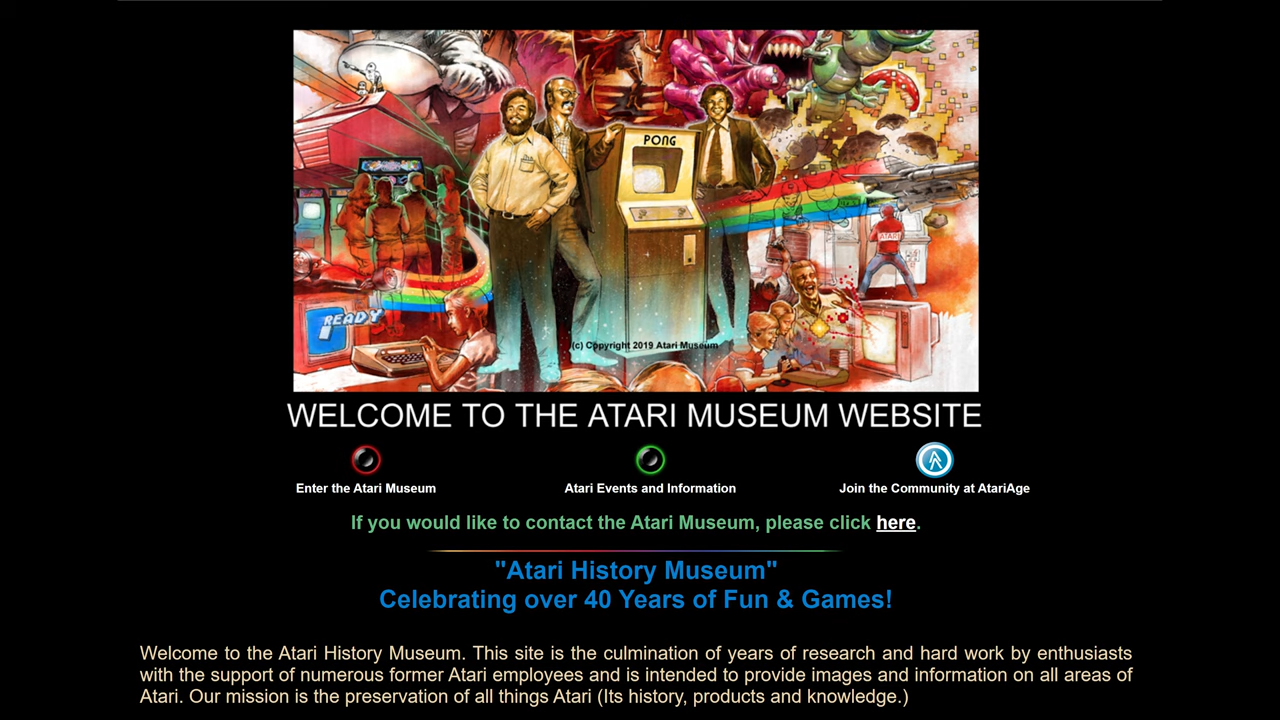 PONG
ATARI
READY
(c) Copyright 2019 Atari Museum
WELCOME TO THE ATARI MUSEUM WEBSITE
Enter the Atari Museum
Atari Events and Information
Join the Community at AtariAge
If you would like to contact the Atari Museum, please click here.
"Atari History Museum"
Celebrating over 40 Years of Fun & Games!
Welcome to the Atari History Museum. This site is the culmination of years of research and hard work by enthusiasts
with the support of numerous former Atari employees and is intended to provide images and information on all areas of
Atari. Our mission is the preservation of all things Atari (Its history, products and knowledge.)